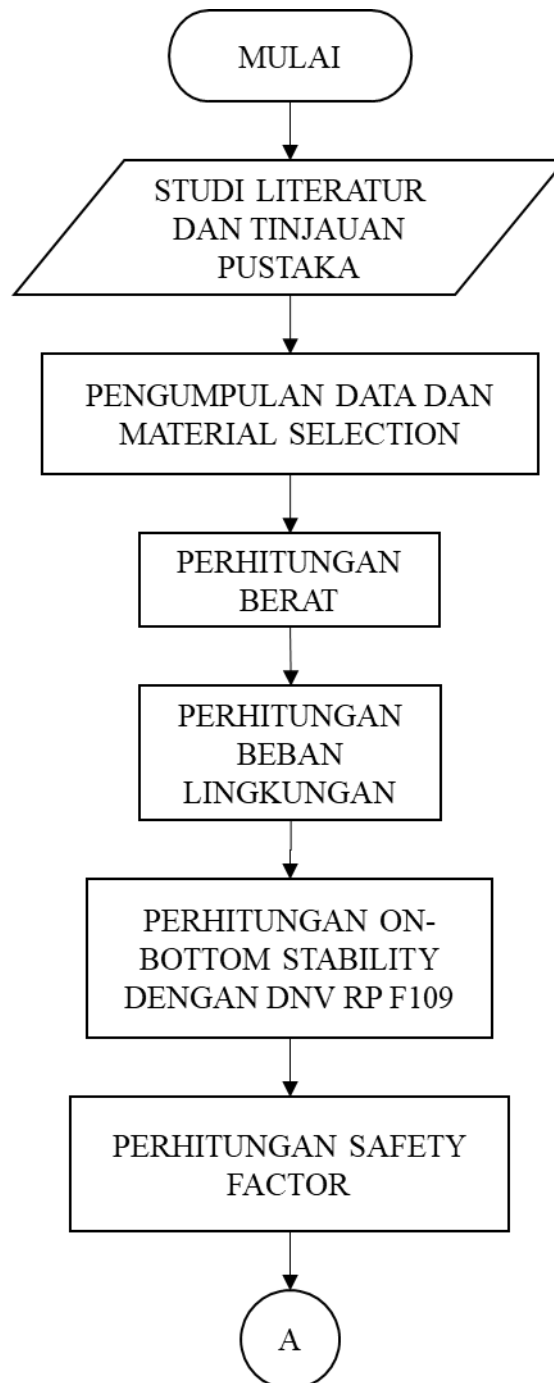 MULAI
STUDI LITERATUR
DAN TINJAUAN
PUSTAKA
PENGUMPULAN DATA DAN
MATERIAL SELECTION
PERHITUNGAN
BERAT
PERHITUNGAN
BEBAN
LINGKUNGAN
PERHITUNGAN ON-
BOTTOM STABILITY
DENGAN DNV RP F109
PERHITUNGAN SAFETY
FACTOR
A